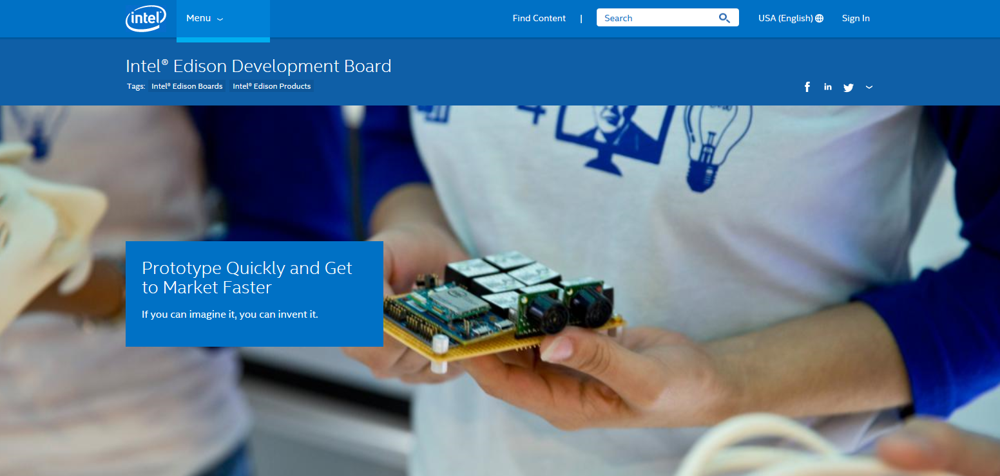 intel
Menu
Find Content | Search USA (English) Sign In
Intel® Edison Development Board
Tags: Intel® Edison Boards Intel® Edison Products
f in
Prototype Quickly and Get
to Market Faster
If you can imagine it, you can invent it.